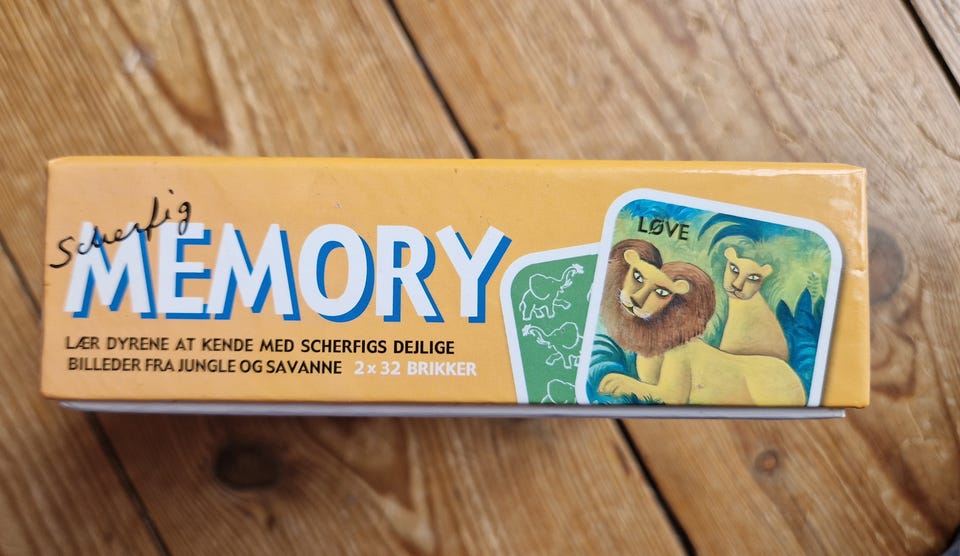 Scherfig
MEMORY
LÆR DYRENE AT KENDE MED SCHERFIGS DEJLIGE
BILLEDER FRA JUNGLE OG SAVANNE 2 x 32 BRIKKER
LØVE